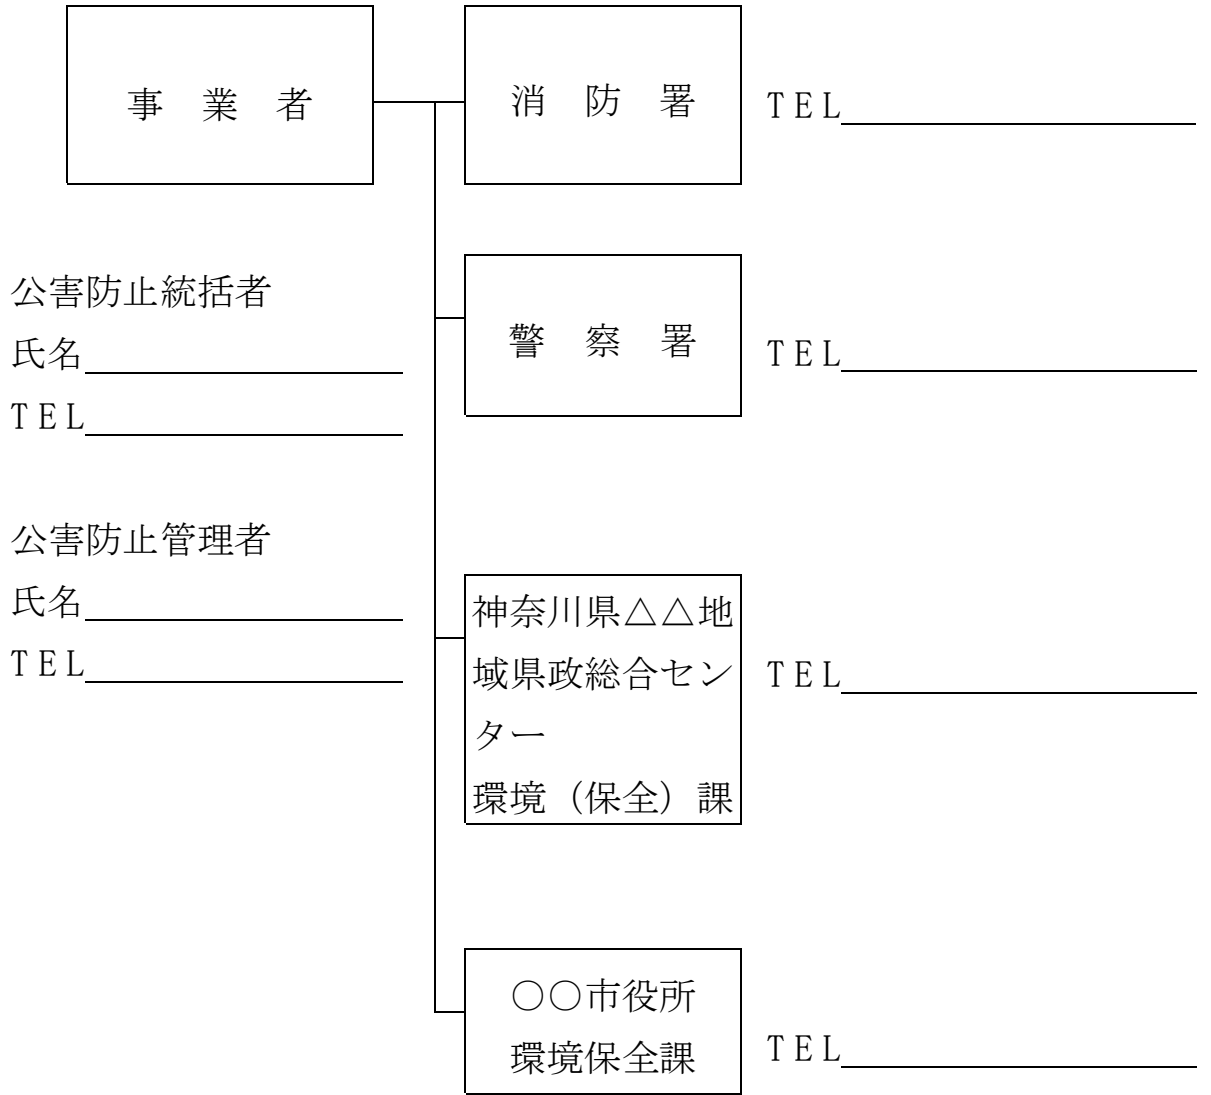 事　業　者
公害防止統括者
氏名
ＴＥＬ
公害防止管理者
氏名
ＴＥＬ
消　防　署
ＴＥＬ
警　察　署
ＴＥＬ
神奈川県△△地
域県政総合セン
ター
環境（保全）課
ＴＥＬ
○○市役所
環境保全課
ＴＥＬ